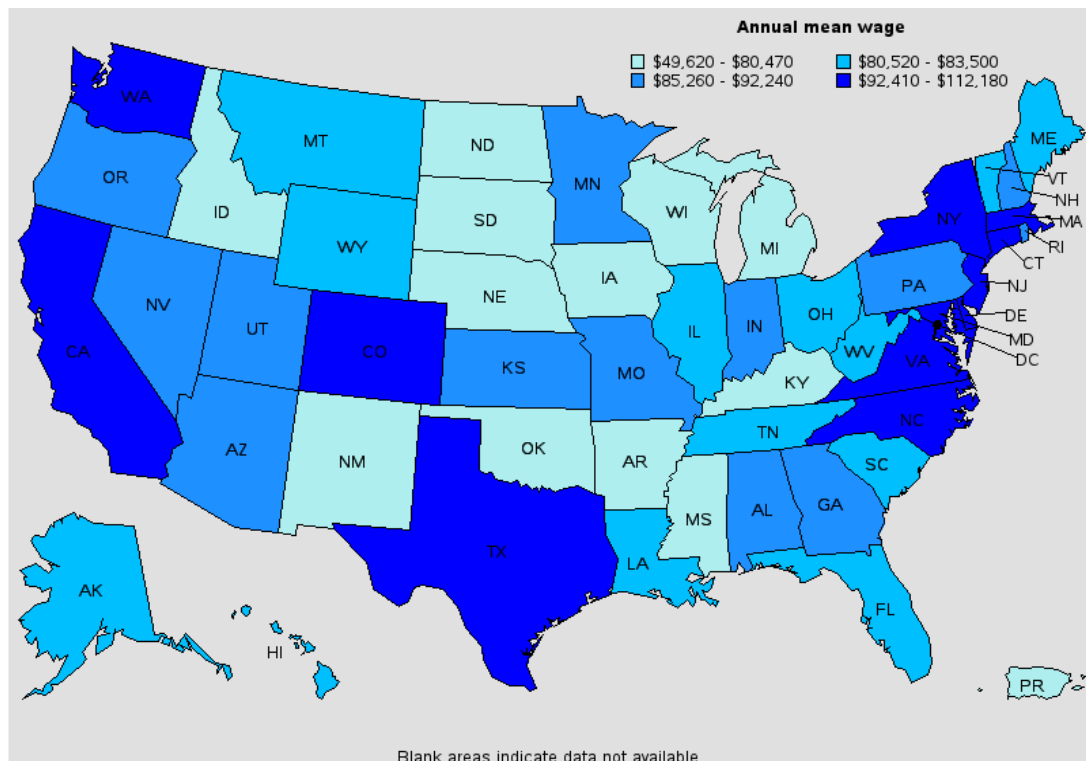 Annual mean wage
$49,620 - $80,470 $80,520 - $83,500
$85,260 - $92,240 $92,410 - $112,180
WA
MT
ND
MN
ME
OR
ID
SD
WI
MI
NY
VT
NH
MA
RI
CT
WY
IA
NE
PA
NJ
NV
UT
CO
KS
MO
IL
IN
OH
WV
VA
DE
MD
DC
CA
KY
TN
NC
AZ
NM
OK
AR
SC
MS
AL
GA
TX
LA
FL
AK
HI
PR
Blank areas indicate data not available